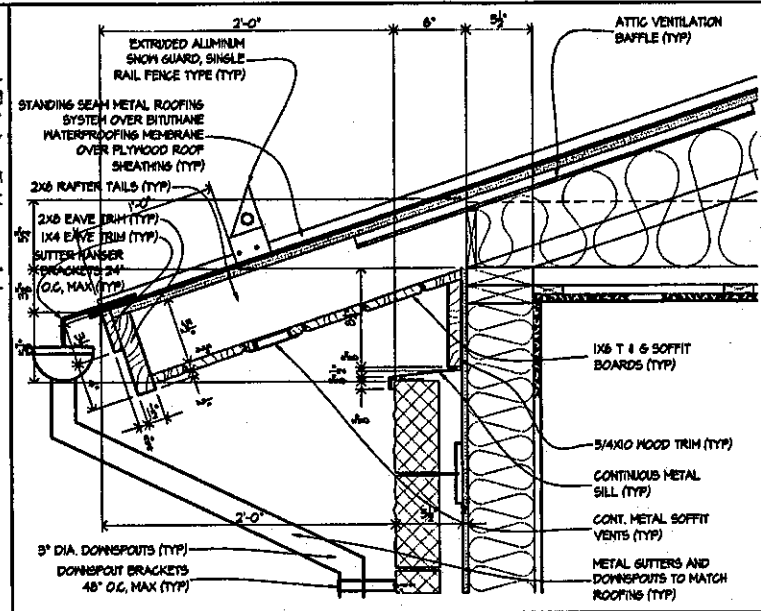 2'-0"
6"
5½"
EXTRUDED ALUMINUM
SNOW GUARD, SINGLE
RAIL FENCE TYPE (TYP)
ATTIC VENTILATION
BAFFLE (TYP)
STANDING SEAM METAL ROOFING
SYSTEM OVER BITUTHANE
WATERPROOFING MEMBRANE
OVER PLYWOOD ROOF
SHEATHING (TYP)
2X6 RAFTER TAILS (TYP)
1'-0"
2X8 EAVE TRIM (TYP)
1X4 EAVE TRIM (TYP)
GUTTER HANGER
BRACKETS 24"
O.C, MAX (TYP)
1X6 T & G SOFFIT
BOARDS (TYP)
5/4X10 WOOD TRIM (TYP)
CONTINUOUS METAL
SILL (TYP)
CONT. METAL SOFFIT
VENTS (TYP)
2'-0"
5½"
3" DIA. DOWNSPOUTS (TYP)
DOWNSPOUT BRACKETS
48" O.C, MAX (TYP)
METAL GUTTERS AND
DOWNSPOUTS TO MATCH
ROOFING (TYP)